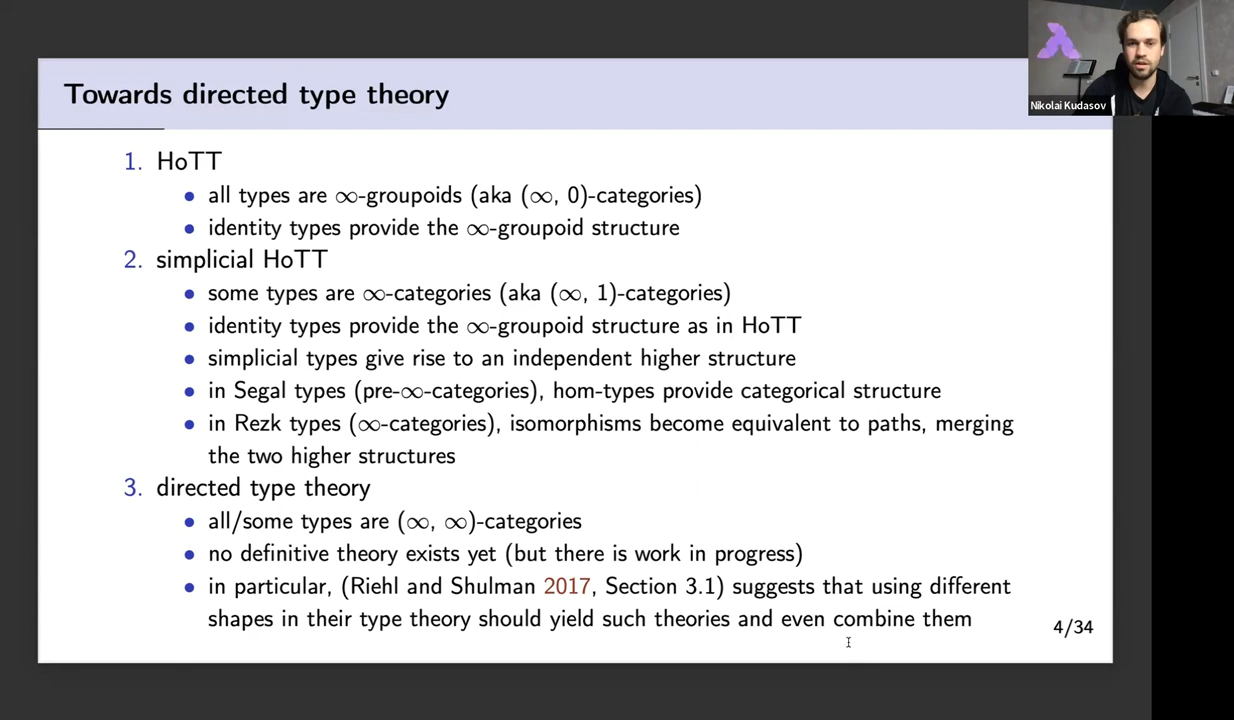 Towards directed type theory
Nikolai Kudasov
1. HoTT
• all types are ∞-groupoids (aka (∞, 0)-categories)
• identity types provide the ∞-groupoid structure
2. simplicial HoTT
• some types are ∞-categories (aka (∞, 1)-categories)
• identity types provide the ∞-groupoid structure as in HoTT
• simplicial types give rise to an independent higher structure
• in Segal types (pre-∞-categories), hom-types provide categorical structure
• in Rezk types (∞-categories), isomorphisms become equivalent to paths, merging
the two higher structures
3. directed type theory
• all/some types are (∞, ∞)-categories
• no definitive theory exists yet (but there is work in progress)
• in particular, (Riehl and Shulman 2017, Section 3.1) suggests that using different
shapes in their type theory should yield such theories and even combine them
4/34